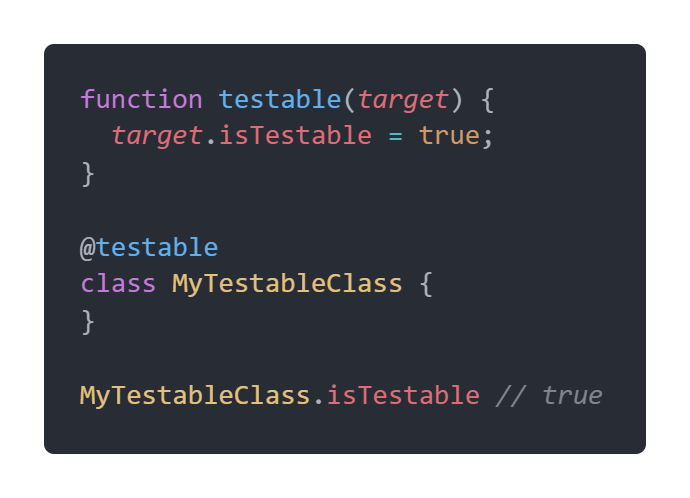 function testable(target) {
  target.isTestable = true;
}

@testable
class MyTestableClass {
}

MyTestableClass.isTestable // true